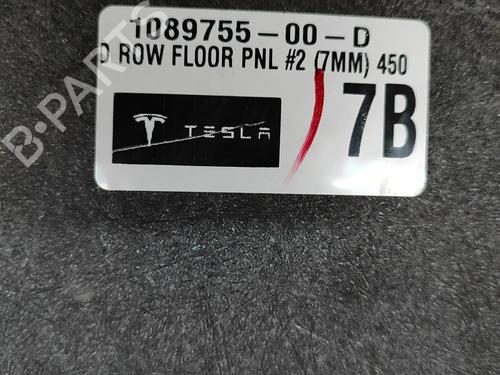 1089755-00-D
D ROW FLOOR PNL #2 (7MM) 450
TESLA
7B
B-PARTS